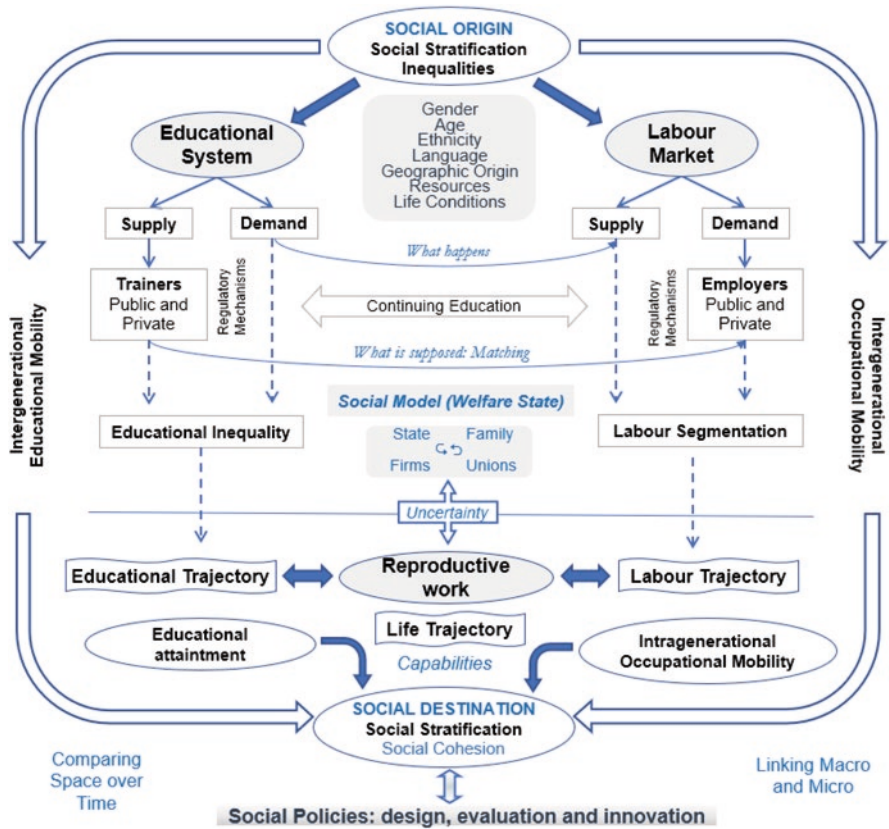 SOCIAL ORIGIN
Social Stratification
Inequalities
Gender
Age
Ethnicity
Language
Geographic Origin
Resources
Life Conditions
Educational
System
Labour
Market
Supply
Demand
Supply
Demand
What happens
Trainers
Public and
Private
Regulatory
Mechanisms
Continuing Education
Regulatory
Mechanisms
Employers
Public and
Private
What is supposed: Matching
Intergenerational
Educational Mobility
Intergenerational
Occupational Mobility
Social Model (Welfare State)
Educational Inequality
State
Family
Firms
Unions
Labour Segmentation
Uncertainty
Educational Trajectory
Reproductive
work
Labour Trajectory
Life Trajectory
Educational
attainment
Intragenerational
Occupational Mobility
Capabilities
SOCIAL DESTINATION
Social Stratification
Social Cohesion
Comparing
Space over
Time
Linking Macro
and Micro
Social Policies: design, evaluation and innovation